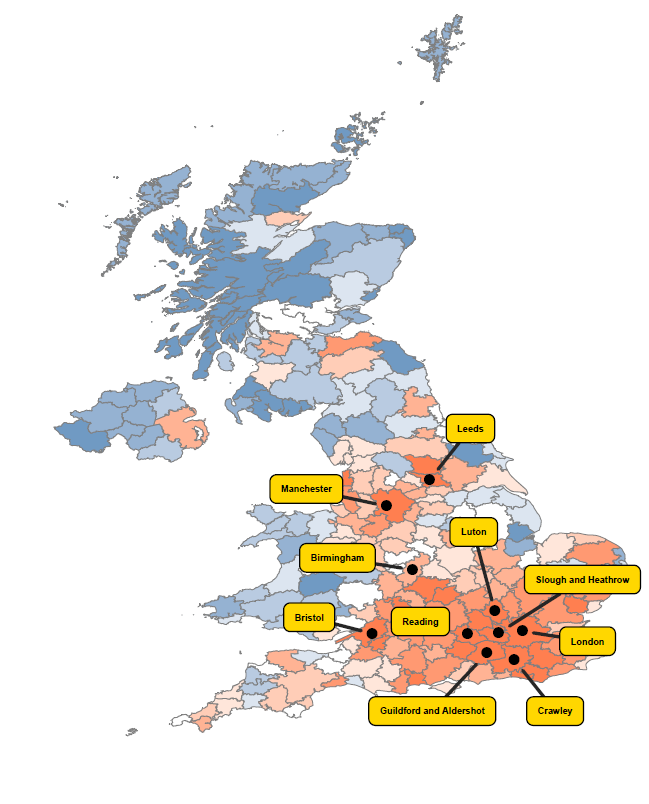 Leeds
Manchester
Luton
Birmingham
Slough and Heathrow
Bristol
Reading
London
Guildford and Aldershot
Crawley